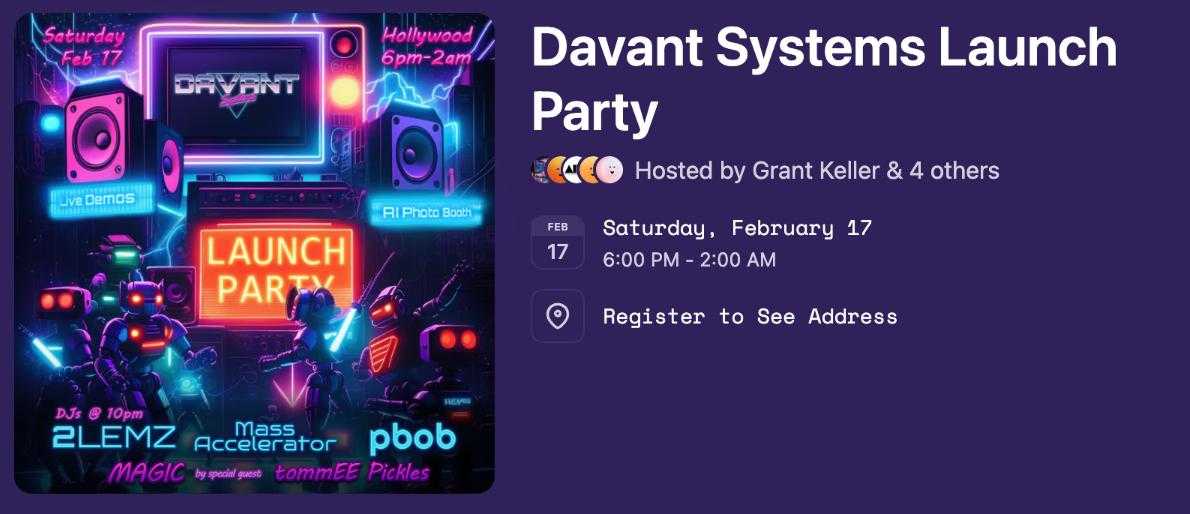 Saturday
Feb 17
Hollywood
6pm-2am
DAVANT
Live Demos
AI Photo Booth
LAUNCH
PARTY
DJs @ 10pm
2LEMZ
Mass
Accelerator
pbob
MAGIC by special guest tommEE Pickles
Davant Systems Launch
Party
Hosted by Grant Keller & 4 others
FEB
17
Saturday, February 17
6:00 PM - 2:00 AM
Register to See Address